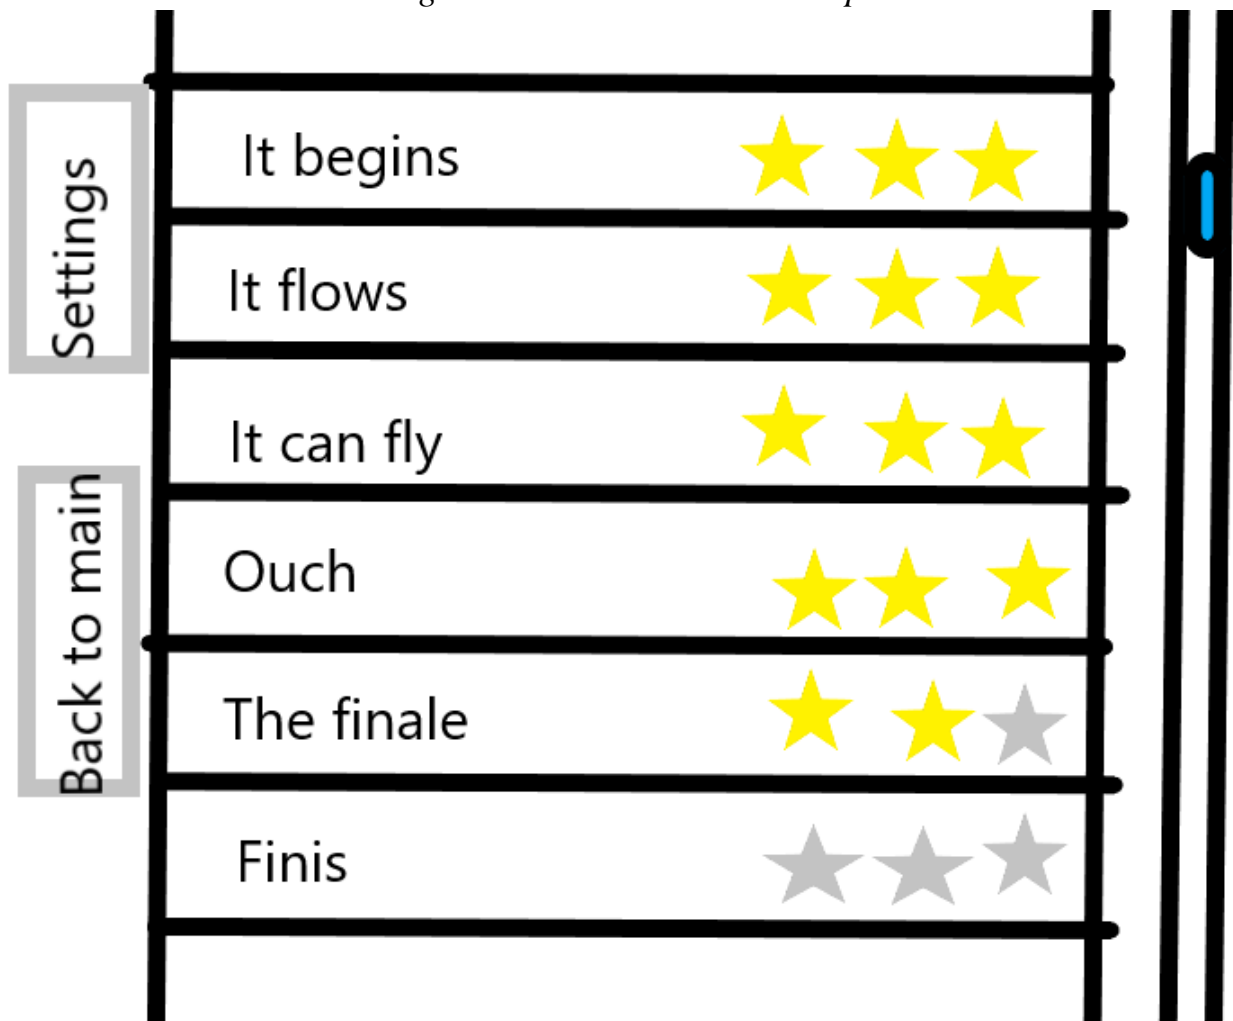 Settings
Back to main
It begins
It flows
It can fly
Ouch
The finale
Finis